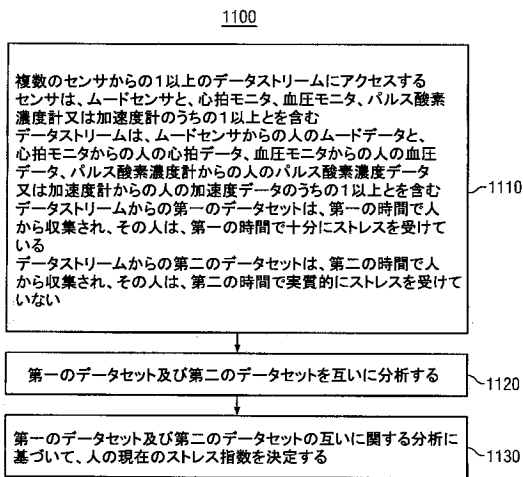 1100
複数のセンサからの1以上のデータストリームにアクセスする
センサは、ムードセンサと、心拍モニタ、血圧モニタ、パルス酸素
濃度計又は加速度計のうちの1以上とを含む
データストリームは、ムードセンサからの人のムードデータと、
心拍モニタからの人の心拍データ、血圧モニタからの人の血圧
データ、パルス酸素濃度計からの人のパルス酸素濃度データ
又は加速度計からの人の加速度データのうちの1以上とを含む
データストリームからの第一のデータセットは、第一の時間で人
から収集され、その人は、第一の時間で十分にストレスを受けて
いる
データストリームからの第二のデータセットは、第二の時間で人
から収集され、その人は、第二の時間で実質的にストレスを受けて
いない
1110
第一のデータセット及び第二のデータセットを互いに分析する
1120
第一のデータセット及び第二のデータセットの互いに関する分析に
基づいて、人の現在のストレス指数を決定する
1130